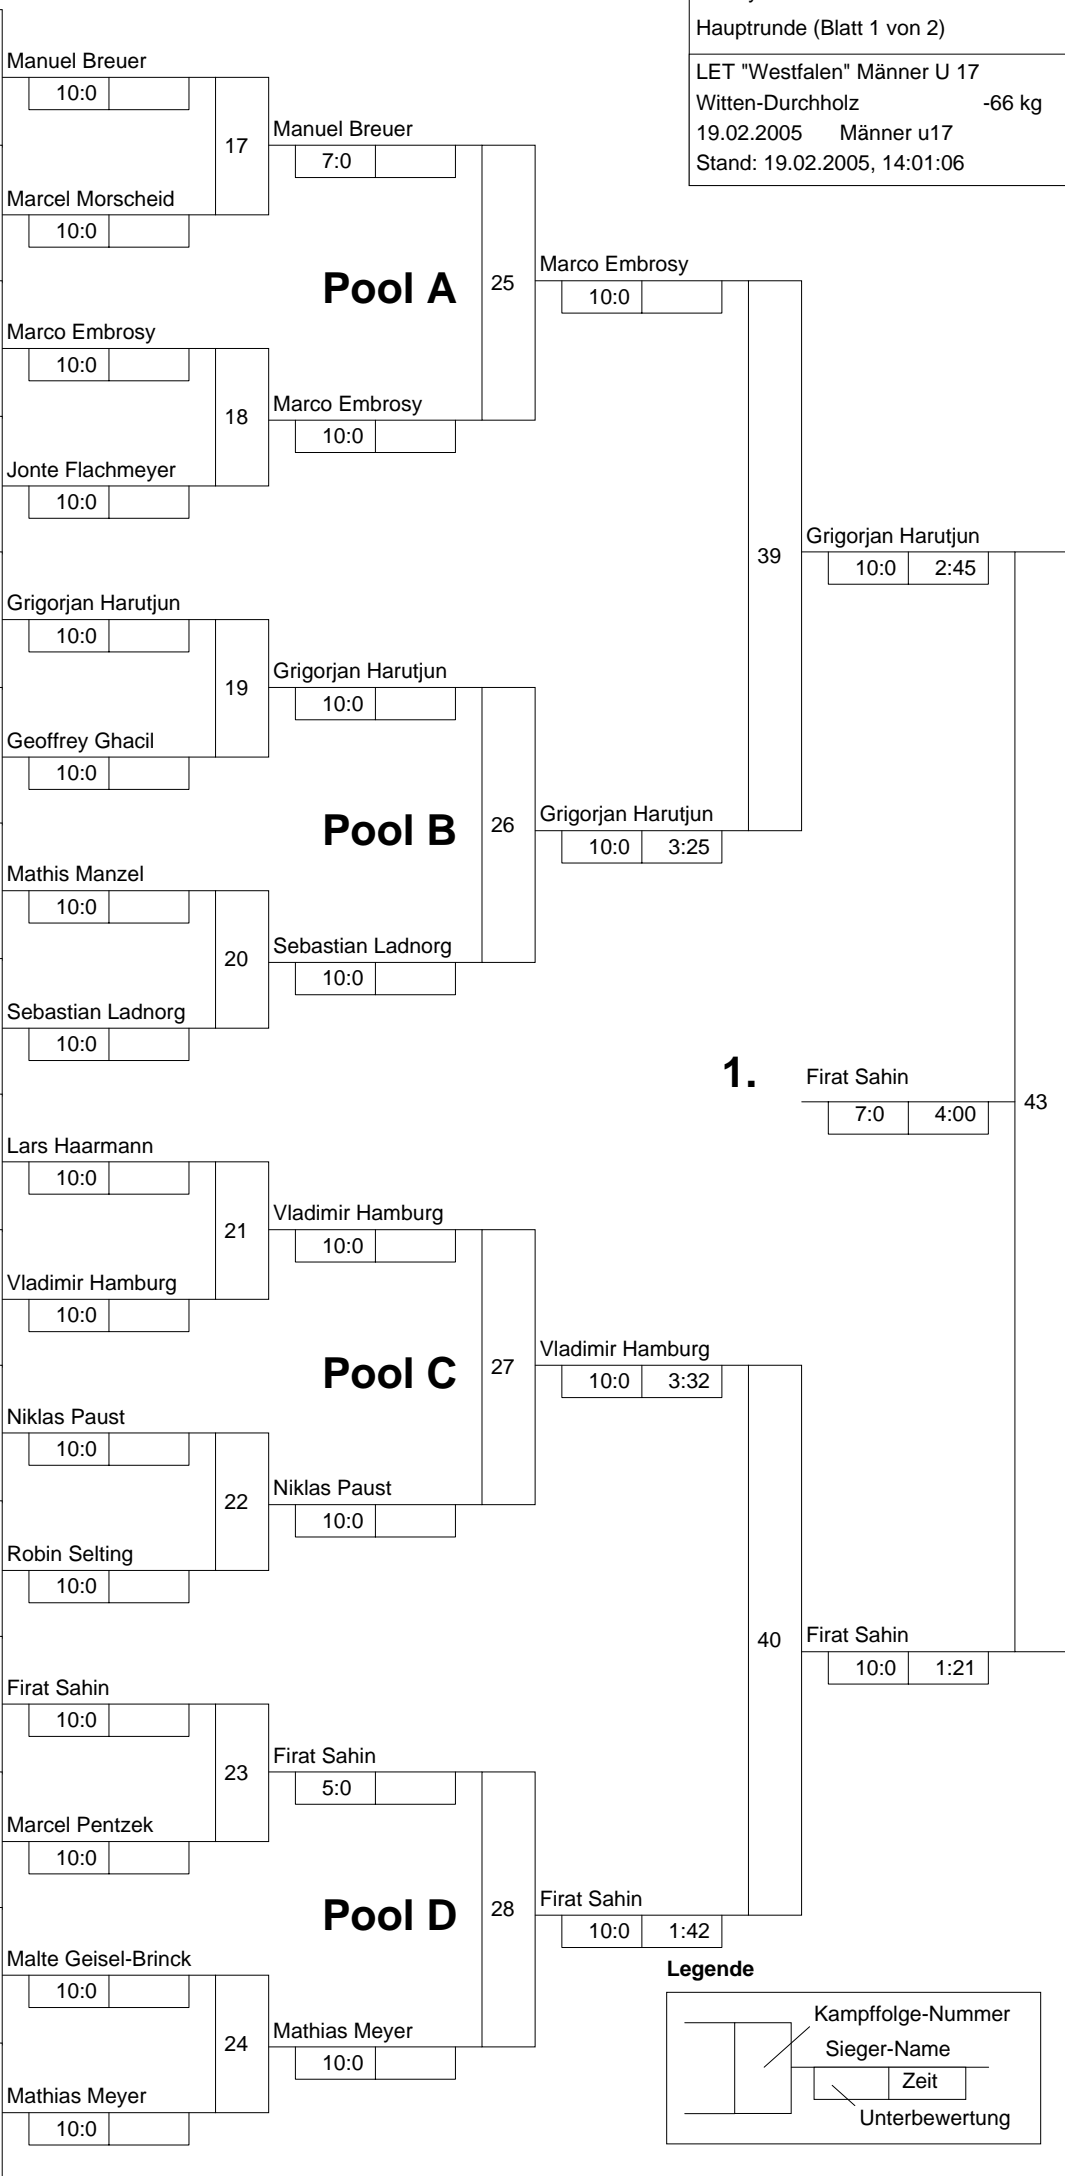 Hauptrunde (Blatt 1 von 2)
LET "Westfalen" Männer U 17
Witten-Durchholz -66 kg
19.02.2005 Männer u17
Stand: 19.02.2005, 14:01:06
Manuel Breuer
10:0
17
Marcel Morscheid
10:0
Marco Embrosy
10:0
18
Jonte Flachmeyer
10:0
Grigorjan Harutjun
10:0
19
Geoffrey Ghacil
10:0
Mathis Manzel
10:0
20
Sebastian Ladnorg
10:0
Lars Haarmann
10:0
21
Vladimir Hamburg
10:0
Niklas Paust
10:0
22
Robin Selting
10:0
Firat Sahin
10:0
23
Marcel Pentzek
10:0
Malte Geisel-Brinck
10:0
24
Mathias Meyer
10:0
Manuel Breuer
7:0
Pool A 25
Marco Embrosy
10:0
Grigorjan Harutjun
10:0
Pool B 26
Sebastian Ladnorg
10:0
Vladimir Hamburg
10:0
Pool C 27
Niklas Paust
10:0
Firat Sahin
5:0
Pool D 28
Mathias Meyer
10:0
Marco Embrosy
10:0
39
Grigorjan Harutjun
10:0 3:25
Vladimir Hamburg
10:0 3:32
40
Firat Sahin
10:0 1:42
Grigorjan Harutjun
10:0 2:45
1. Firat Sahin
7:0 4:00
43
Firat Sahin
10:0 1:21
Legende
Kampffolge-Nummer
Sieger-Name
Zeit
Unterbewertung